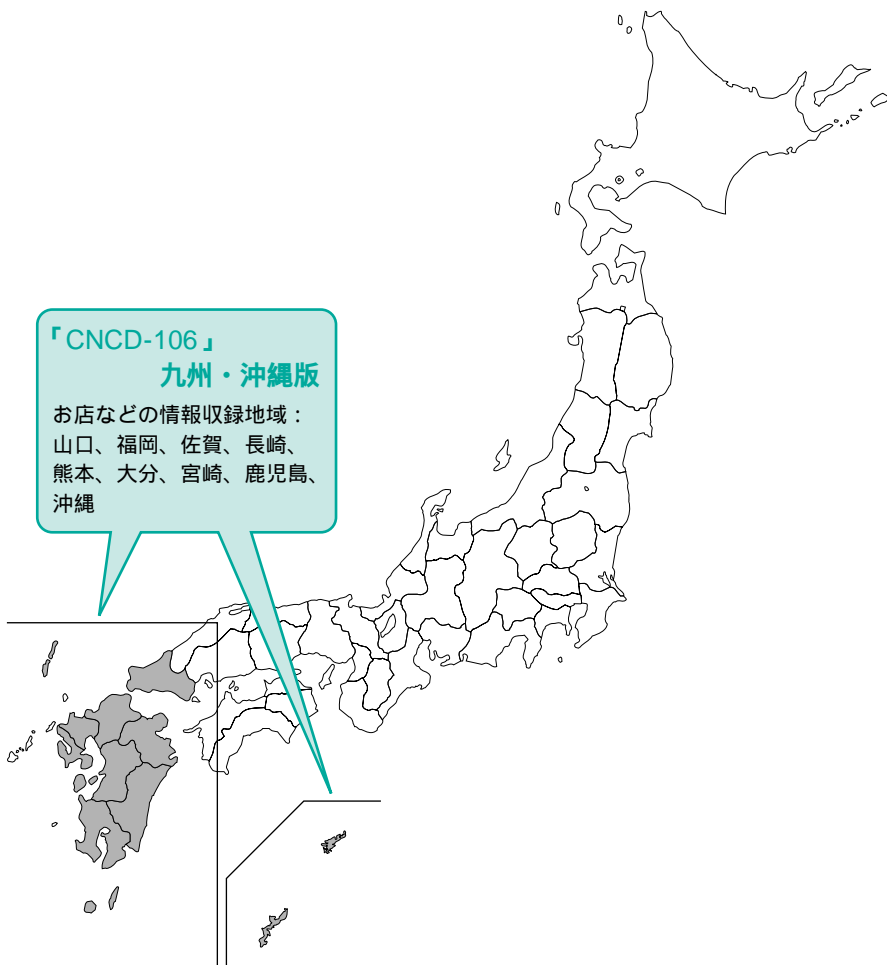 『CNCD-106』
九州・沖縄版
お店などの情報収録地域：
山口、福岡、佐賀、長崎、
熊本、大分、宮崎、鹿児島、
沖縄